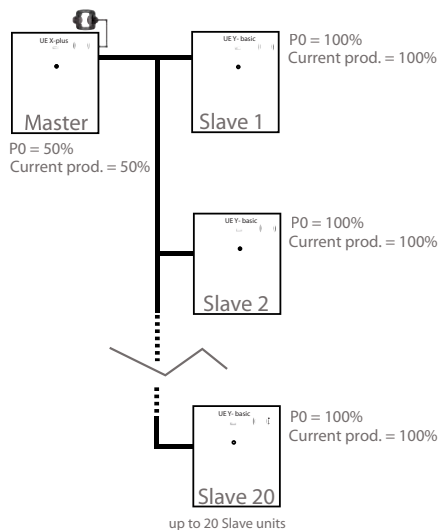 UE X-plus
Master
P0 = 50%
Current prod. = 50%
UE Y- basic
Slave 1
P0 = 100%
Current prod. = 100%
UE Y- basic
Slave 2
P0 = 100%
Current prod. = 100%
UE Y- basic
Slave 20
P0 = 100%
Current prod. = 100%
up to 20 Slave units